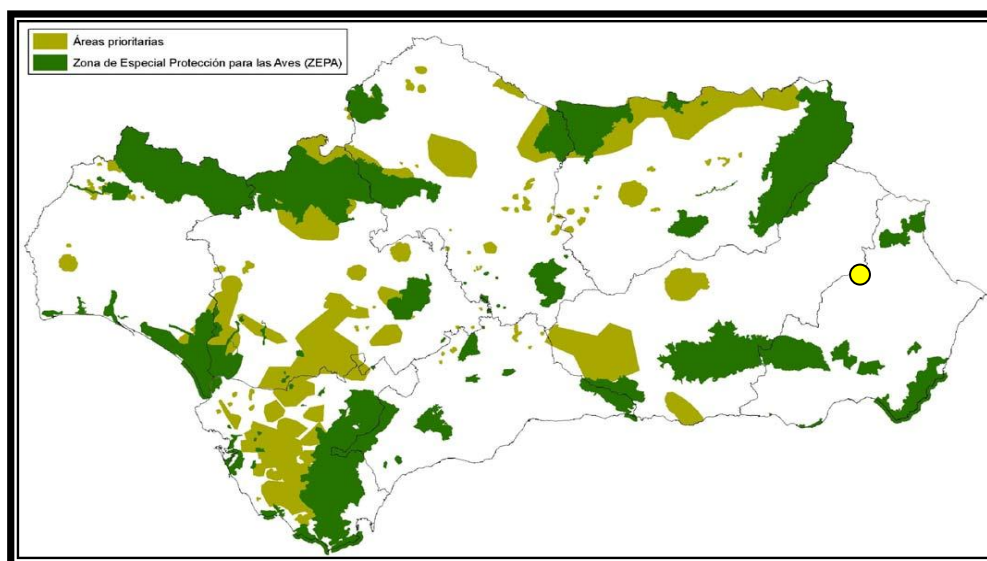 Áreas prioritarias
Zona de Especial Protección para las Aves (ZEPA)